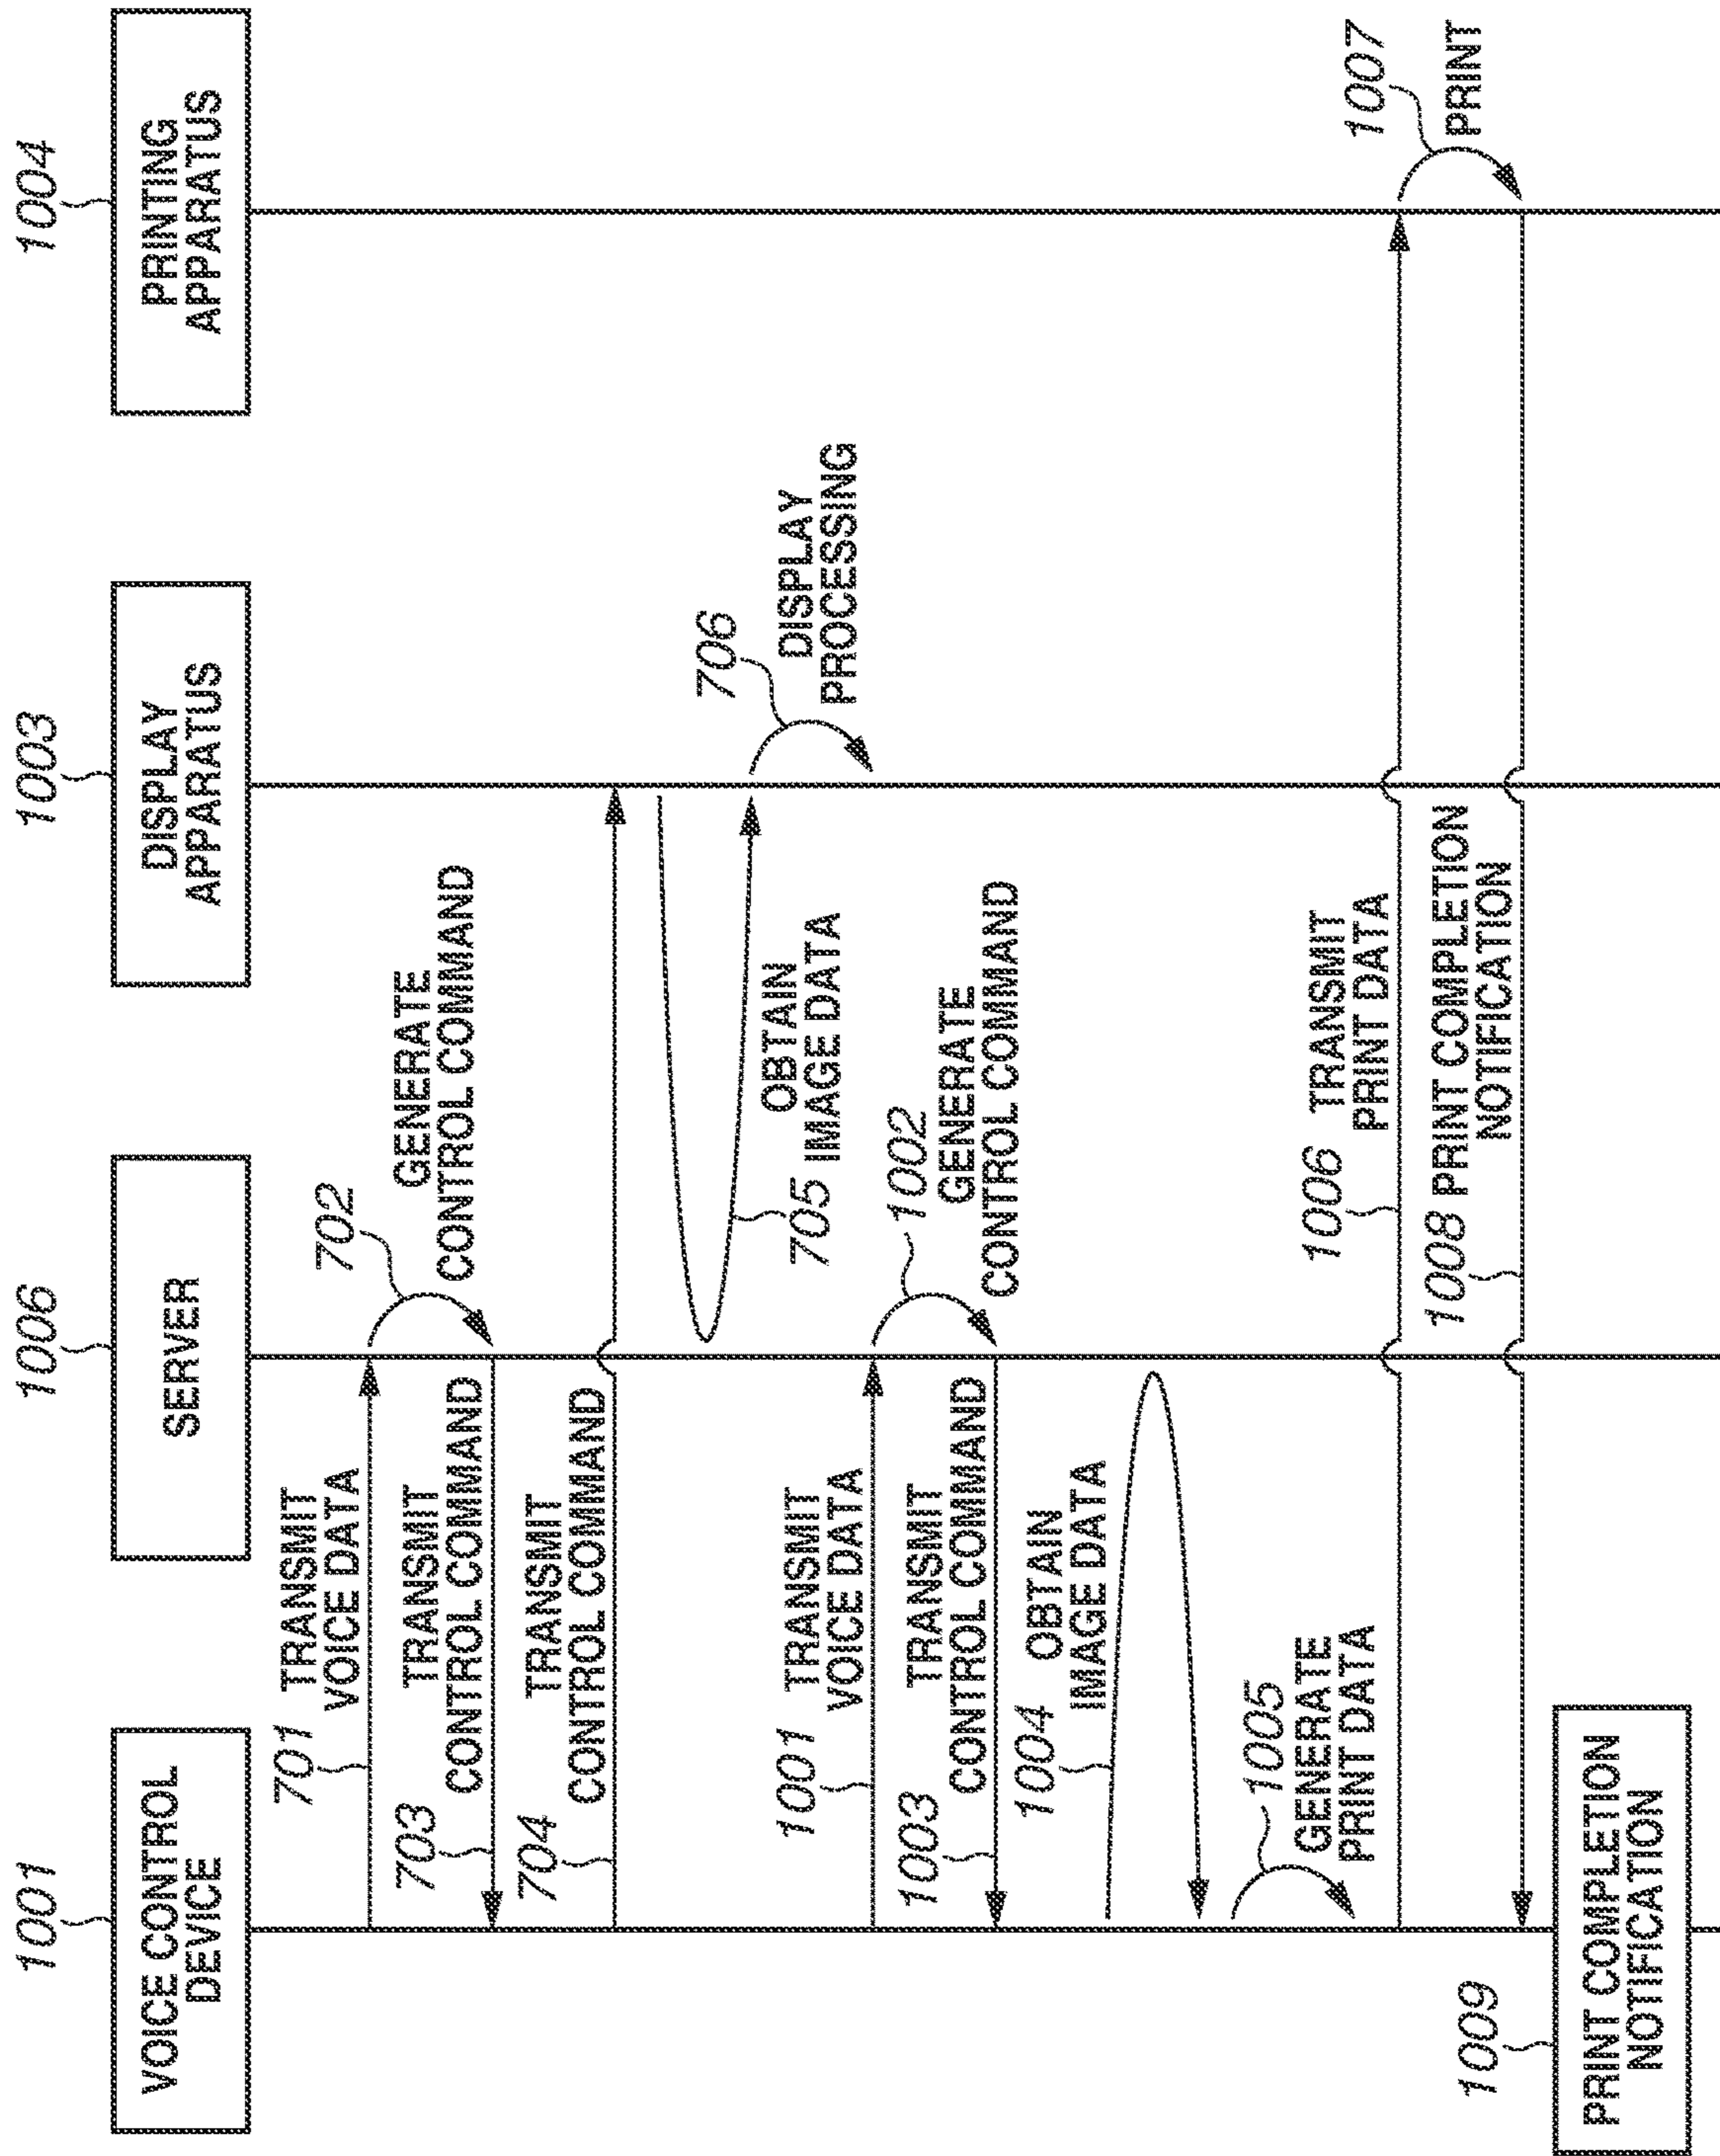 1001
VOICE CONTROL
DEVICE
1006
SERVER
1003
DISPLAY
APPARATUS
1004
PRINTING
APPARATUS
701
TRANSMIT
VOICE DATA
702
GENERATE
CONTROL COMMAND
703
TRANSMIT
CONTROL COMMAND
704
TRANSMIT
CONTROL COMMAND
705
OBTAIN
IMAGE DATA
706
DISPLAY
PROCESSING
1001
TRANSMIT
VOICE DATA
1002
GENERATE
CONTROL COMMAND
1003
TRANSMIT
CONTROL COMMAND
1004
OBTAIN
IMAGE DATA
1005
GENERATE
PRINT DATA
1006
TRANSMIT
PRINT DATA
1007
PRINT
1008 PRINT COMPLETION
NOTIFICATION
1009
PRINT COMPLETION
NOTIFICATION